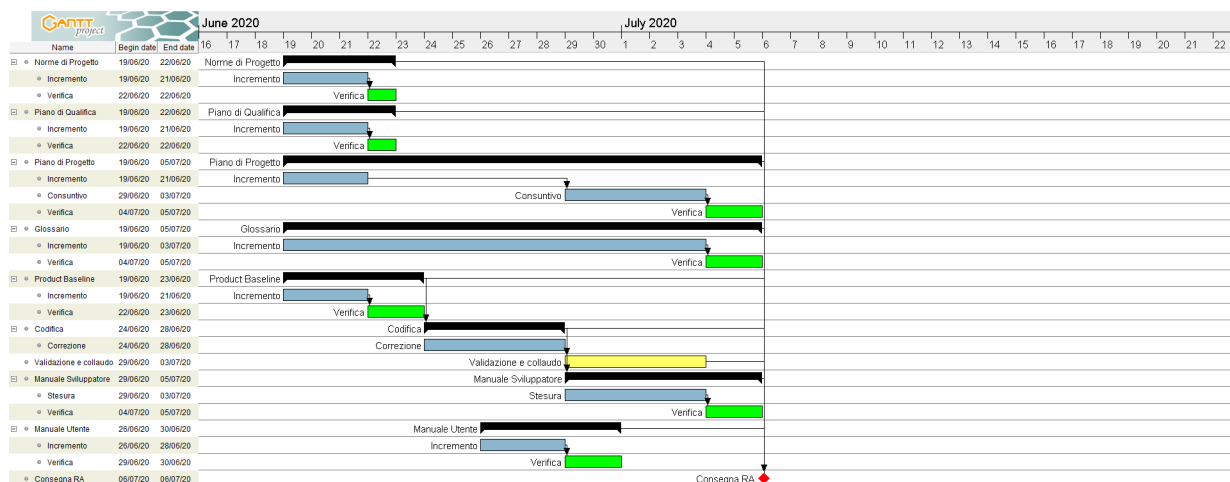 GANTT project
June 2020
July 2020
Name Begin date End date
16 17 18 19 20 21 22 23 24 25 26 27 28 29 30 1 2 3 4 5 6 7 8 9 10 11 12 13 14 15 16 17 18 19 20 21 22
Norme di Progetto 19/06/20 22/06/20 Norme di Progetto
Incremento 19/06/20 21/06/20 Incremento
Verifica 22/06/20 22/06/20 Verifica
Piano di Qualifica 19/06/20 22/06/20 Piano di Qualifica
Incremento 19/06/20 21/06/20 Incremento
Verifica 22/06/20 22/06/20 Verifica
Piano di Progetto 19/06/20 05/07/20 Piano di Progetto
Incremento 19/06/20 21/06/20 Incremento
Consuntivo 29/06/20 03/07/20 Consuntivo
Verifica 04/07/20 05/07/20 Verifica
Glossario 19/06/20 05/07/20 Glossario
Incremento 19/06/20 03/07/20 Incremento
Verifica 04/07/20 05/07/20 Verifica
Product Baseline 19/06/20 23/06/20 Product Baseline
Incremento 19/06/20 21/06/20 Incremento
Verifica 22/06/20 23/06/20 Verifica
Codifica 24/06/20 28/06/20 Codifica
Correzione 24/06/20 28/06/20 Correzione
Validazione e collaudo 29/06/20 03/07/20 Validazione e collaudo
Manuale Sviluppatore 29/06/20 05/07/20 Manuale Sviluppatore
Stesura 29/06/20 03/07/20 Stesura
Verifica 04/07/20 05/07/20 Verifica
Manuale Utente 26/06/20 30/06/20 Manuale Utente
Incremento 26/06/20 28/06/20 Incremento
Verifica 29/06/20 30/06/20 Verifica
Consegna RA 06/07/20 06/07/20 Consegna RA